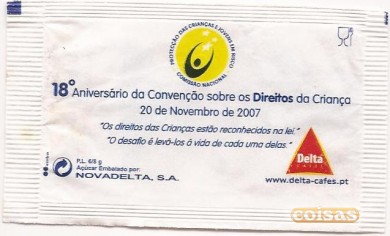 PROTECÇÃO DAS CRIANÇAS E JOVENS EM RISCO
COMISSÃO NACIONAL
18º Aniversário da Convenção sobre os Direitos da Criança
20 de Novembro de 2007
"Os direitos das Crianças estão reconhecidos na lei."
"O desafio é levá-los à vida de cada uma delas."
P.L. 6/8 g
Açúcar Embalado por:
NOVADELTA, S.A.
Delta
CAFÉS
www.delta-cafes.pt
coisas